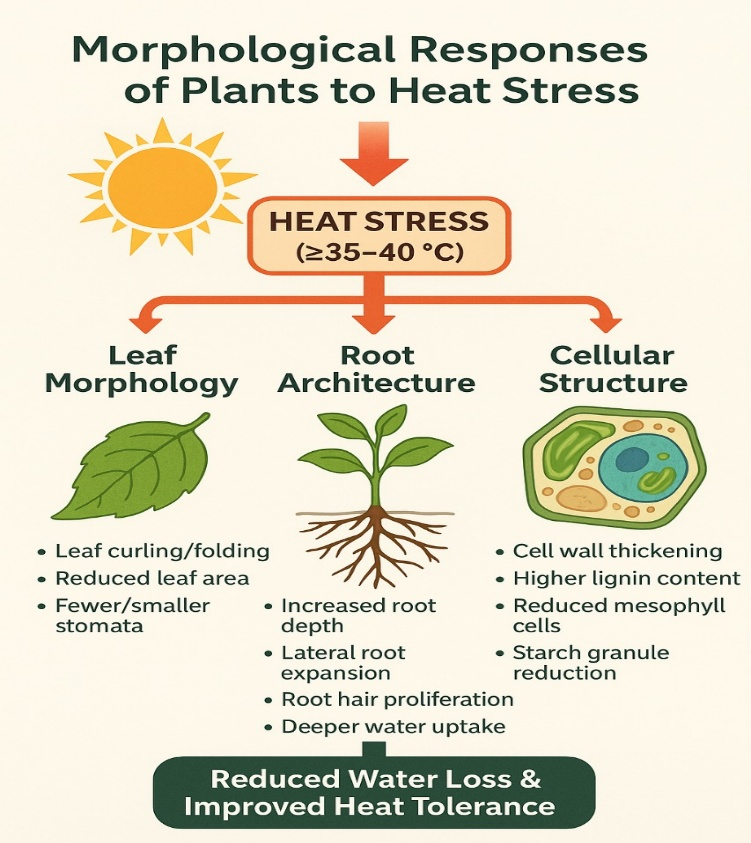 Morphological Responses
of Plants to Heat Stress
HEAT STRESS
(≥35–40 °C)
Leaf
Morphology
• Leaf curling/folding
• Reduced leaf area
• Fewer/smaller
stomata
Root
Architecture
• Increased root
depth
• Lateral root
expansion
• Root hair proliferation
• Deeper water uptake
Cellular
Structure
• Cell wall thickening
• Higher lignin content
• Reduced mesophyll
cells
• Starch granule
reduction
Reduced Water Loss &
Improved Heat Tolerance